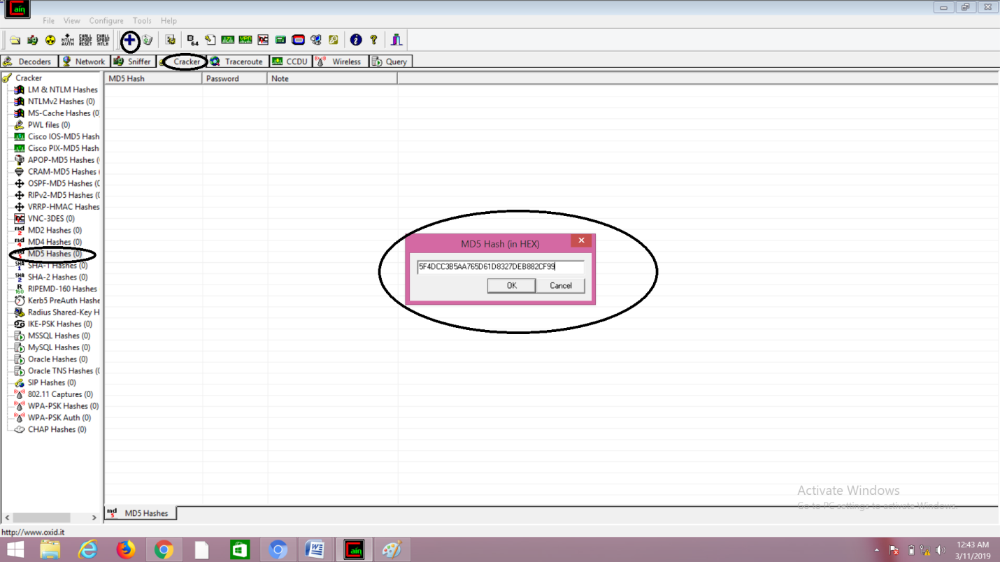 Cain
File View Configure Tools Help
NTLM AUTH
CHALL SPOOF RESET
CHALL SPOOF NTLM
B 64
Decoders Network Sniffer Cracker Traceroute CCDU Wireless Query
Cracker
LM & NTLM Hashes
NTLMv2 Hashes (0)
MS-Cache Hashes (0
PWL files (0)
Cisco IOS-MD5 Hash
Cisco PIX-MD5 Hash
APOP-MD5 Hashes (
CRAM-MD5 Hashes
OSPF-MD5 Hashes (0
RIPv2-MD5 Hashes (0
VRRP-HMAC Hashes
VNC-3DES (0)
MD2 Hashes (0)
MD4 Hashes (0)
MD5 Hashes (0)
SHA-1 Hashes (0)
SHA-2 Hashes (0)
RIPEMD-160 Hashes
Kerb5 PreAuth Hashe
Radius Shared-Key H
IKE-PSK Hashes (0)
MSSQL Hashes (0)
MySQL Hashes (0)
Oracle Hashes (0)
Oracle TNS Hashes (0
SIP Hashes (0)
802.11 Captures (0)
WPA-PSK Hashes (0)
WPA-PSK Auth (0)
CHAP Hashes (0)
MD5 Hash Password Note
MD5 Hash (in HEX)
5F4DCC3B5AA765D61D8327DEB882CF99
OK Cancel
Activate Windows
Go to PC settings to activate Windows.
MD5 Hashes
http://www.oxid.it
12:43 AM
3/11/2019